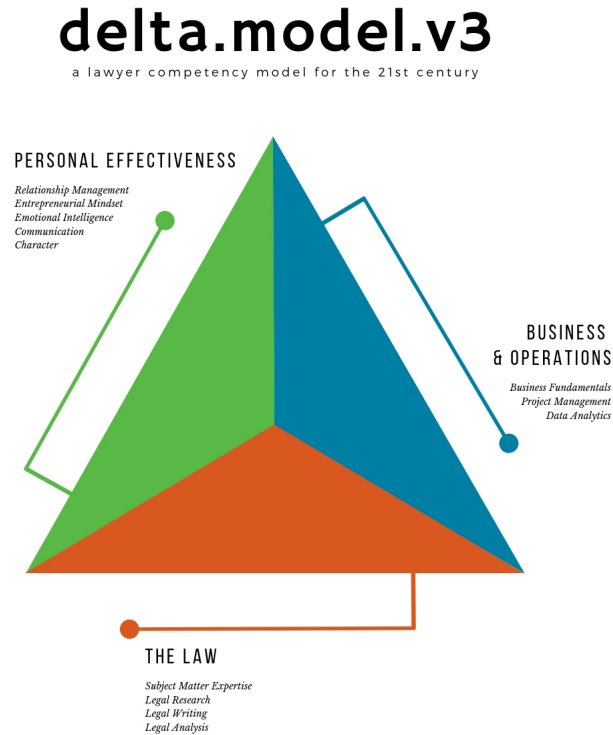 delta.model.v3
a lawyer competency model for the 21st century
PERSONAL EFFECTIVENESS
Relationship Management
Entrepreneurial Mindset
Emotional Intelligence
Communication
Character
BUSINESS
& OPERATIONS
Business Fundamentals
Project Management
Data Analytics
THE LAW
Subject Matter Expertise
Legal Research
Legal Writing
Legal Analysis